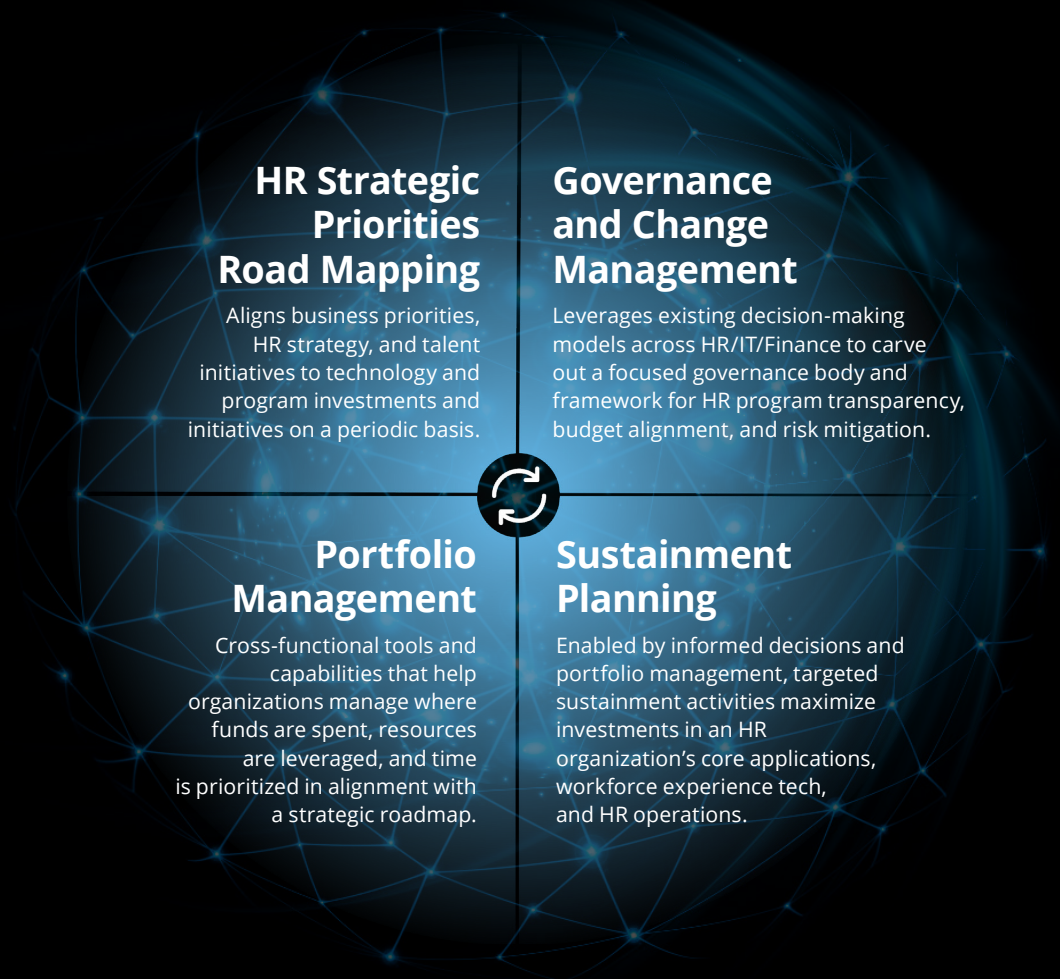 HR Strategic
Priorities
Road Mapping
Aligns business priorities,
HR strategy, and talent
initiatives to technology and
program investments and
initiatives on a periodic basis.
Governance
and Change
Management
Leverages existing decision-making
models across HR/IT/Finance to carve
out a focused governance body and
framework for HR program transparency,
budget alignment, and risk mitigation.
Portfolio
Management
Cross-functional tools and
capabilities that help
organizations manage where
funds are spent, resources
are leveraged, and time
is prioritized in alignment with
a strategic roadmap.
Sustainment
Planning
Enabled by informed decisions and
portfolio management, targeted
sustainment activities maximize
investments in an HR
organization’s core applications,
workforce experience tech,
and HR operations.